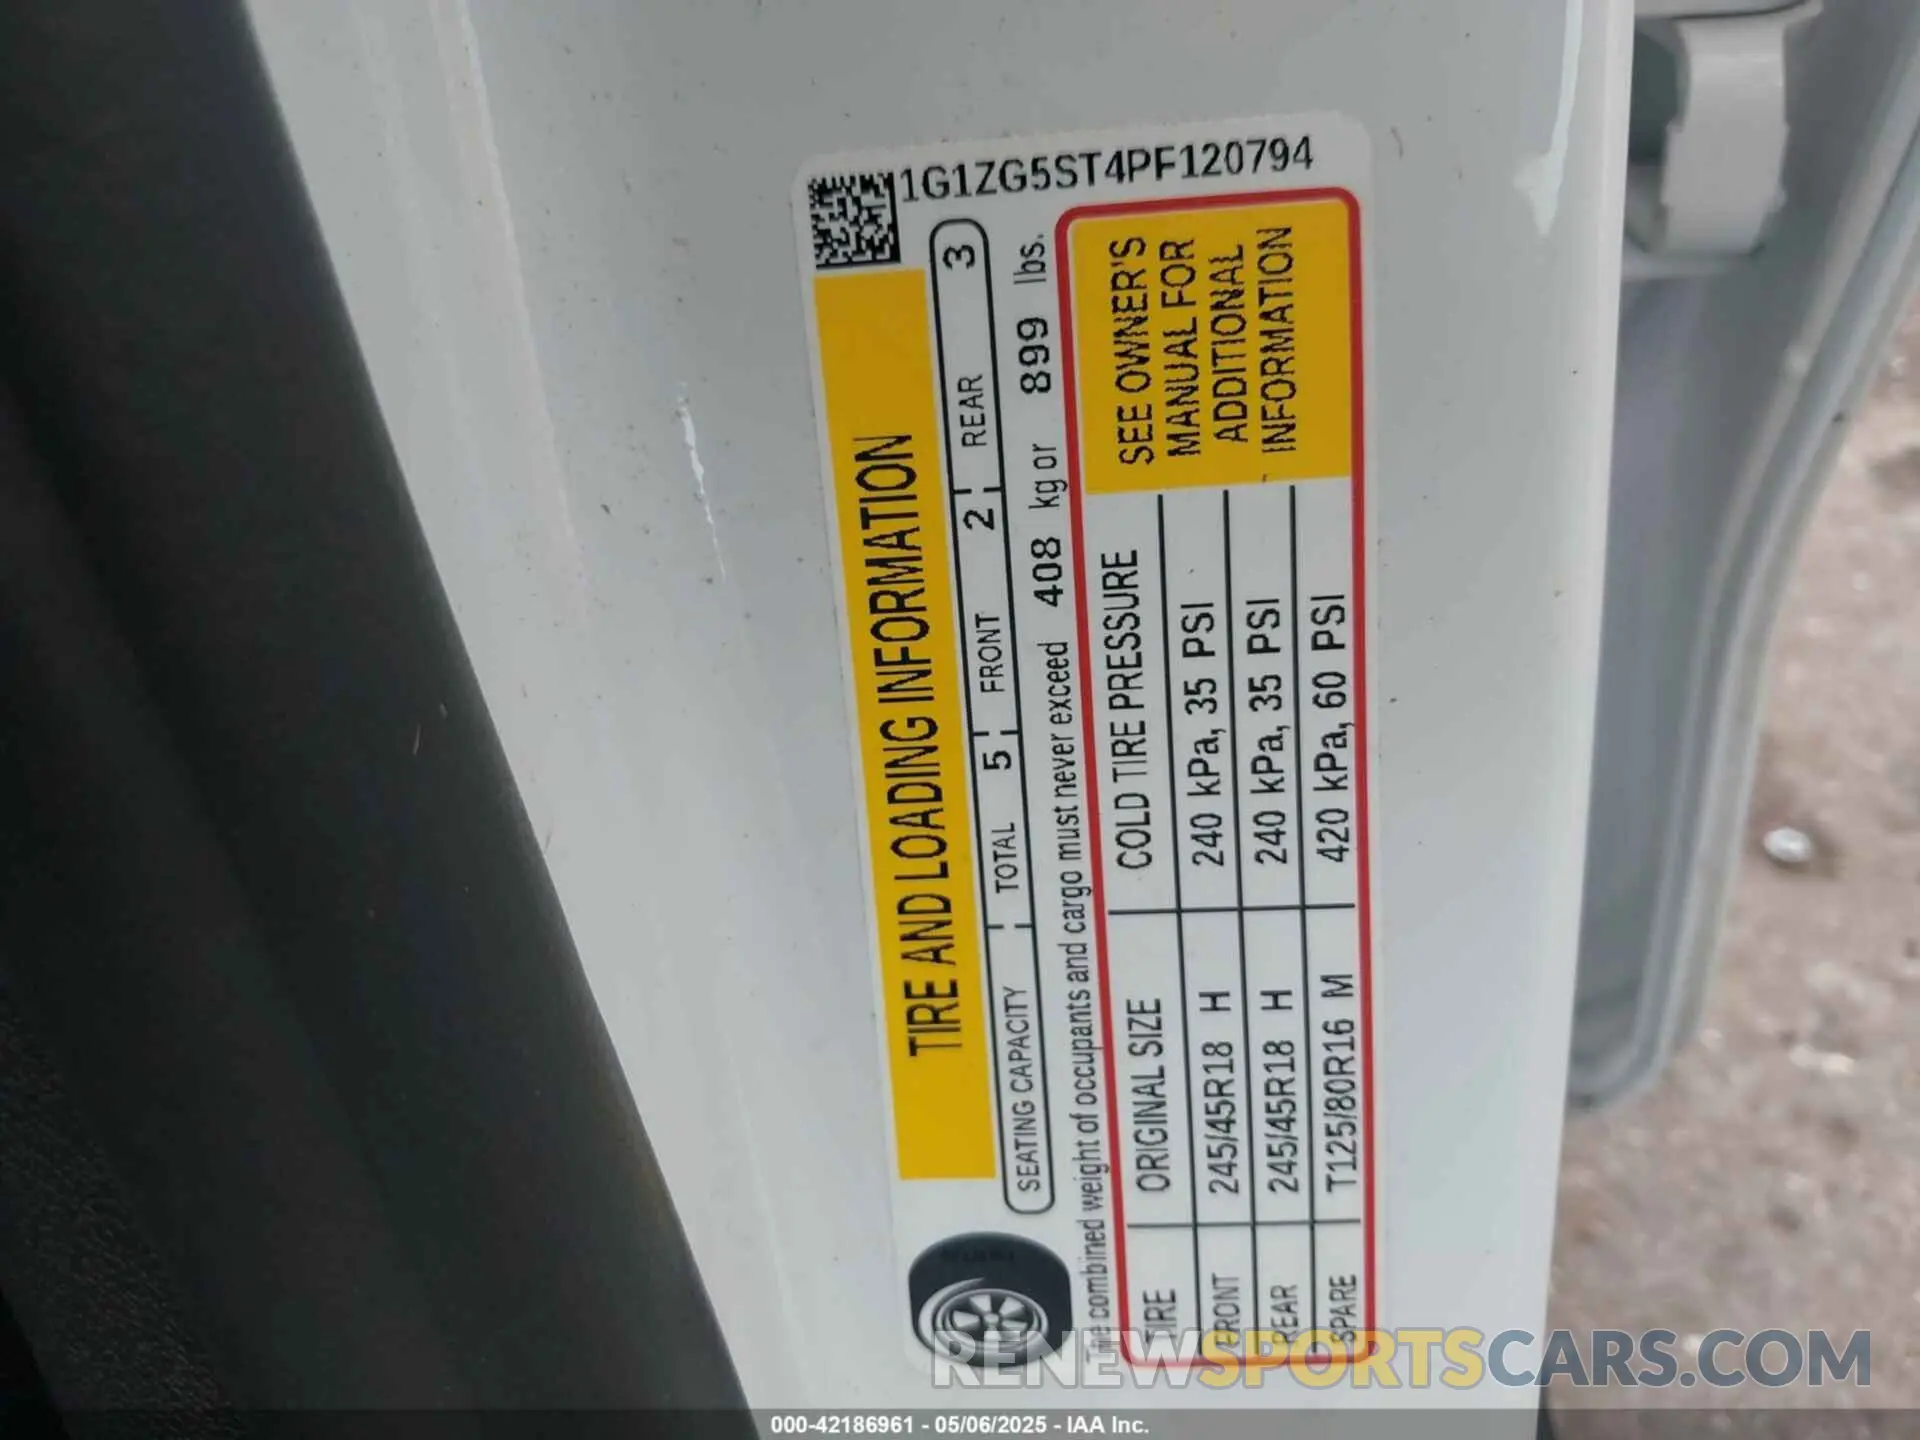 1G1ZG5ST4PF120794
TIRE AND LOADING INFORMATION
SEATING CAPACITY TOTAL 5 FRONT 2 REAR 3
The combined weight of occupants and cargo must never exceed 408 kg or 899 lbs.
TIRE ORIGINAL SIZE COLD TIRE PRESSURE
FRONT 245/45R18 H 240 kPa, 35 PSI
REAR 245/45R18 H 240 kPa, 35 PSI
SPARE T125/80R16 M 420 kPa, 60 PSI
SEE OWNER'S
MANUAL FOR
ADDITIONAL
INFORMATION
RENEWSPORTSCARS.COM
000-42186961 - 05/06/2025 - IAA Inc.